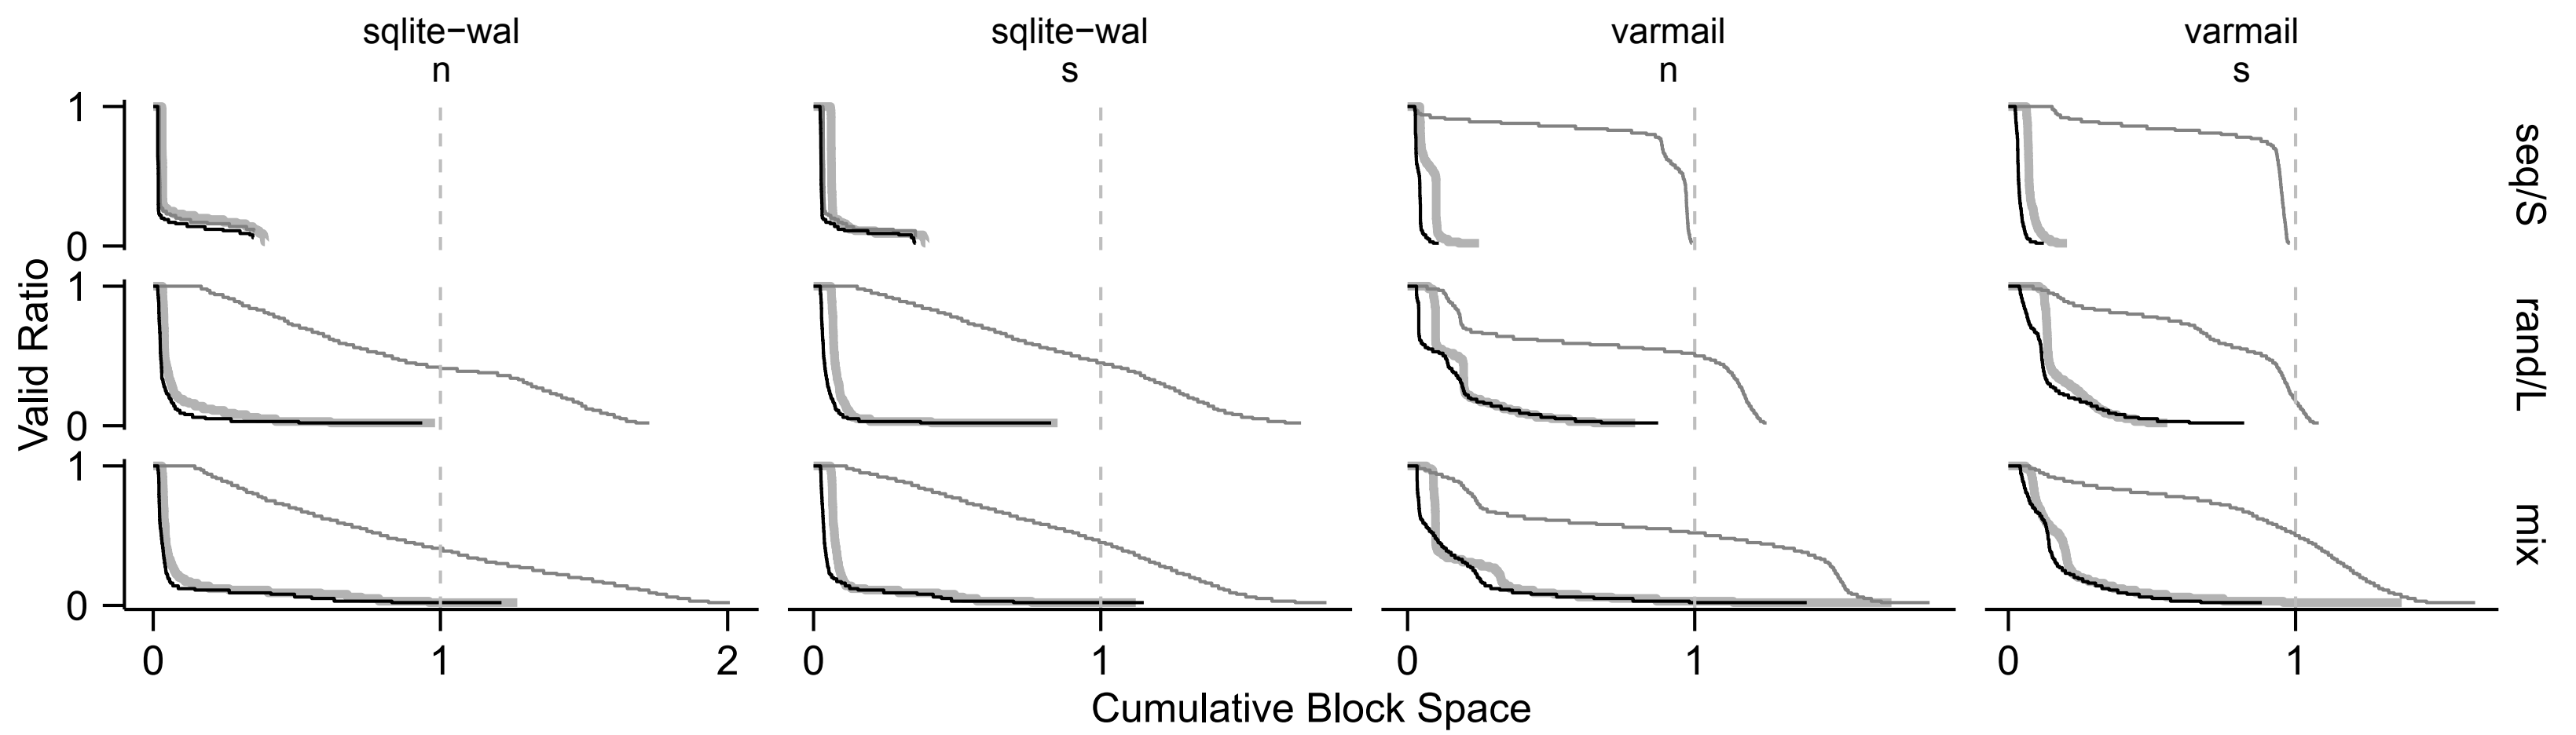 sqlite−wal
n
sqlite−wal
s
varmail
n
varmail
s
Valid Ratio
1
0
seq/S
1
0
rand/L
1
0
mix
0 1 2
0 1
0 1
0 1
Cumulative Block Space